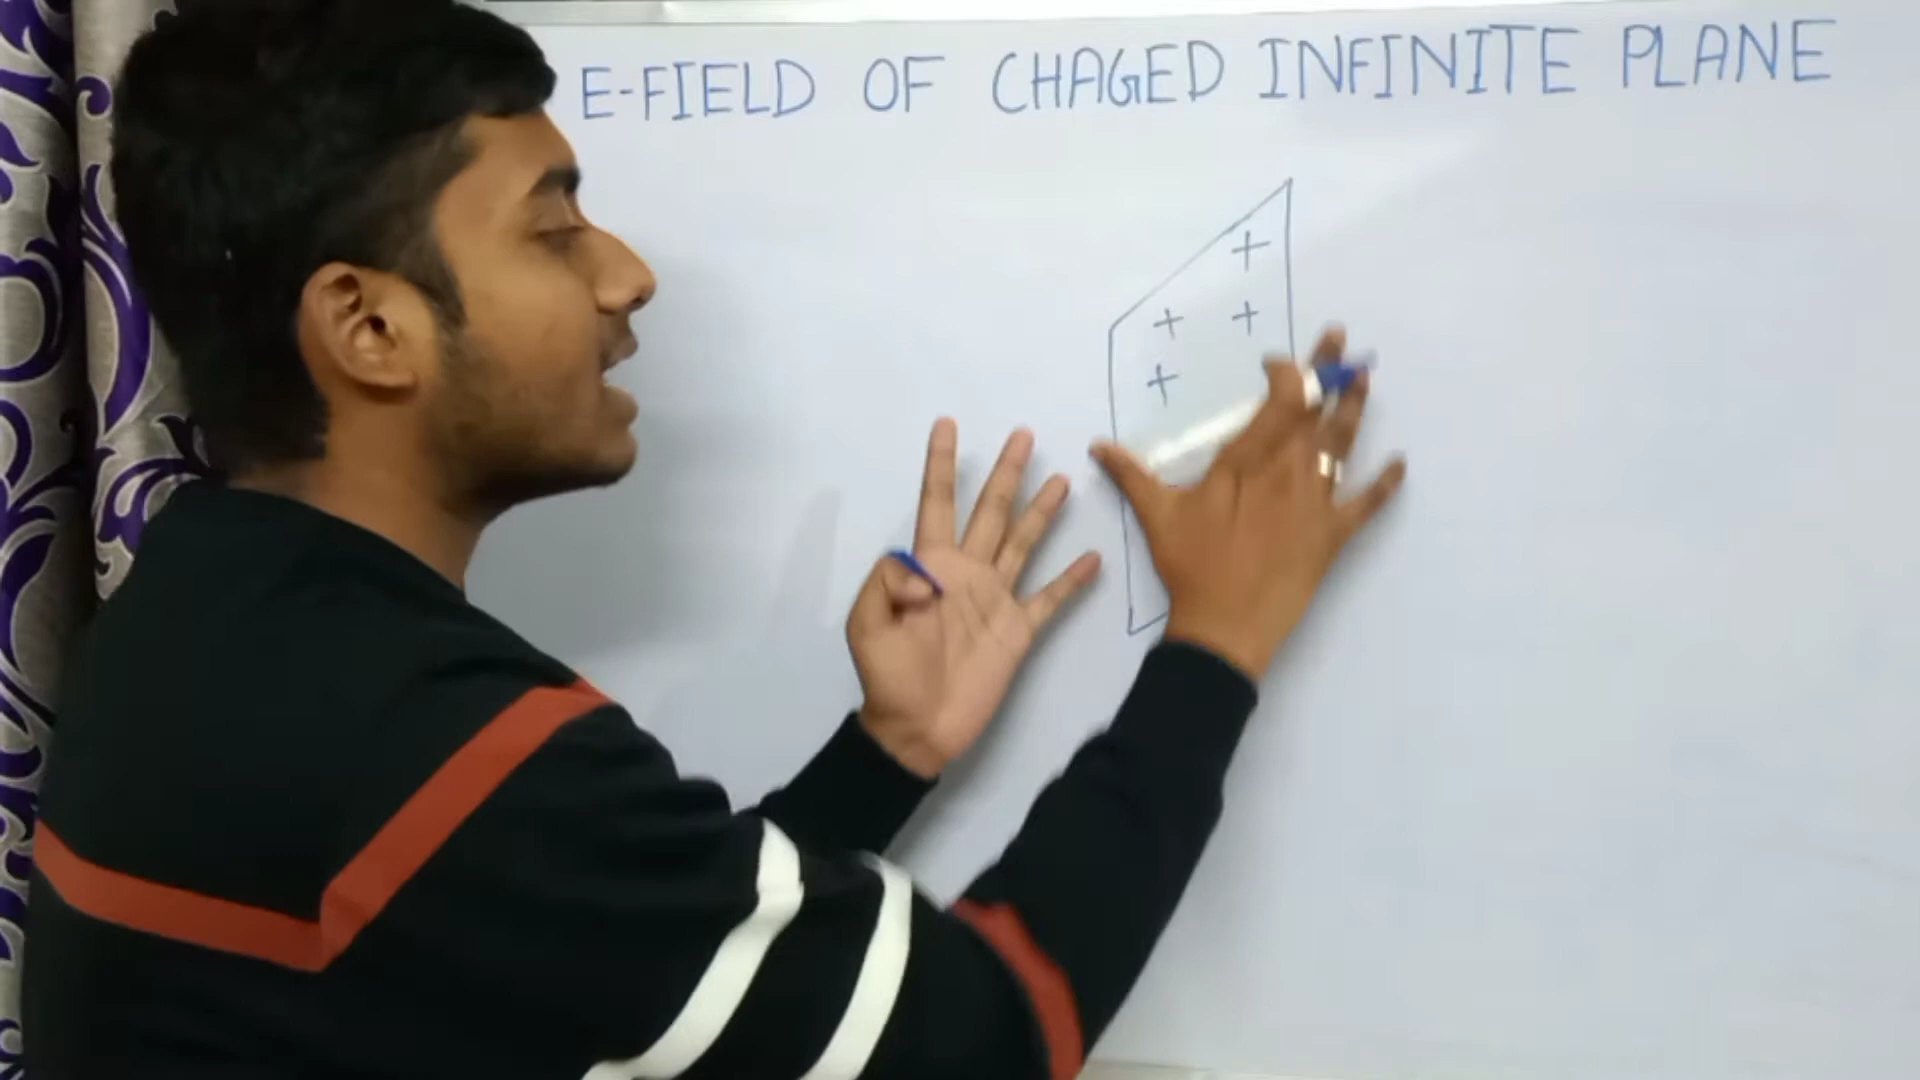 E-FIELD OF CHAGED INFINITE PLANE
+
+ +
+